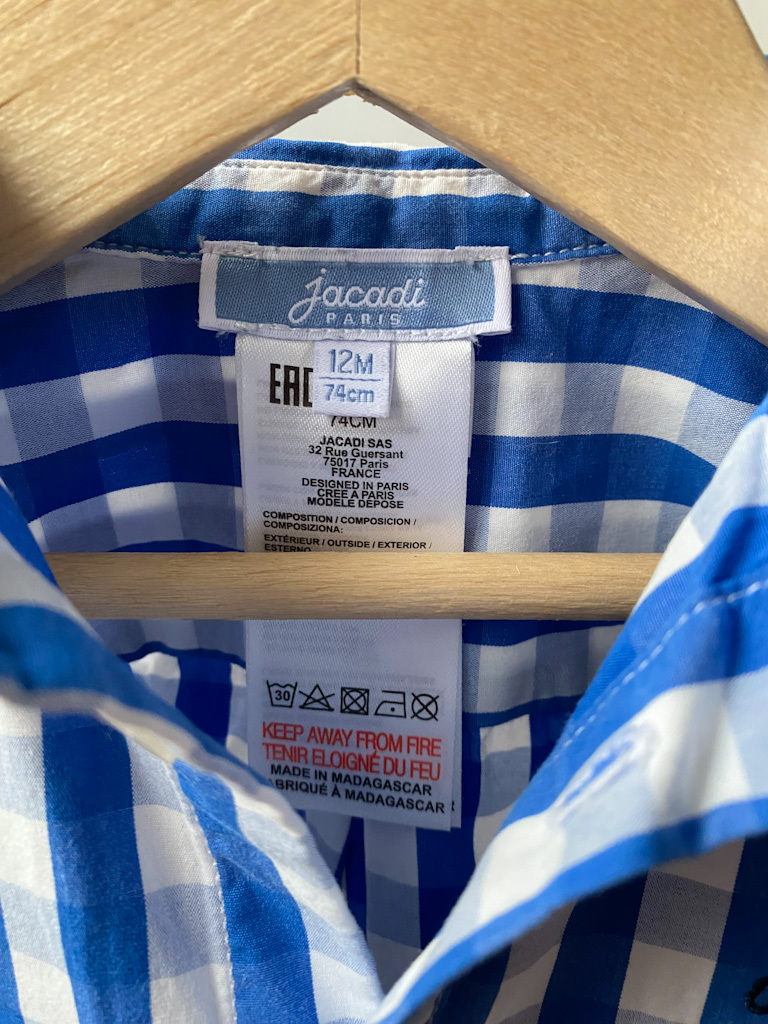 jacadi
PARIS
12M
74cm
EAC
74CM
JACADI SAS
32 Rue Guersant
75017 Paris
FRANCE
DESIGNED IN PARIS
CREE A PARIS
MODELE DEPOSE
COMPOSITION / COMPOSICION /
COMPOSIZIONA:
EXTÉRIEUR / OUTSIDE / EXTERIOR /
ESTERNO
30
KEEP AWAY FROM FIRE
TENIR ELOIGNÉ DU FEU
MADE IN MADAGASCAR
ABRIQUÉ À MADAGASCAR